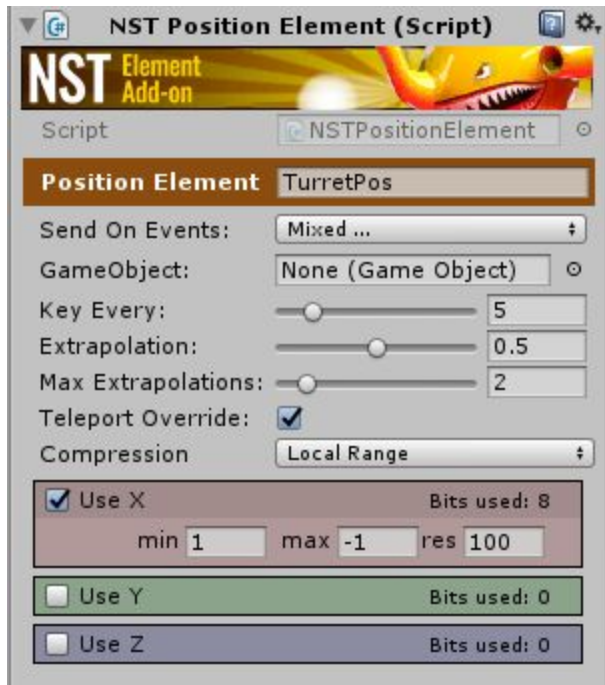 NST Position Element (Script)
NST Element
Add-on
Script NSTPositionElement
Position Element TurretPos
Send On Events: Mixed ...
GameObject: None (Game Object)
Key Every: 5
Extrapolation: 0.5
Max Extrapolations: 2
Teleport Override:
Compression Local Range
Use X Bits used: 8
min 1 max -1 res 100
Use Y Bits used: 0
Use Z Bits used: 0